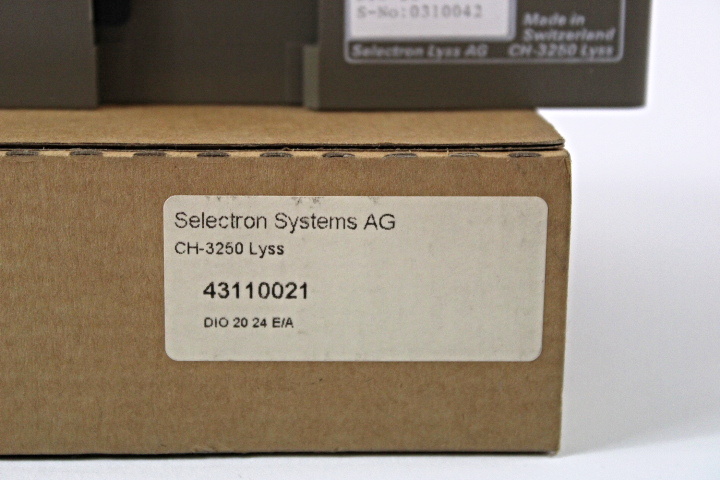 S-No:0310042
Made in
Switzerland
Selectron Lyss AG CH-3250 Lyss
Selectron Systems AG
CH-3250 Lyss
43110021
DIO 20 24 E/A